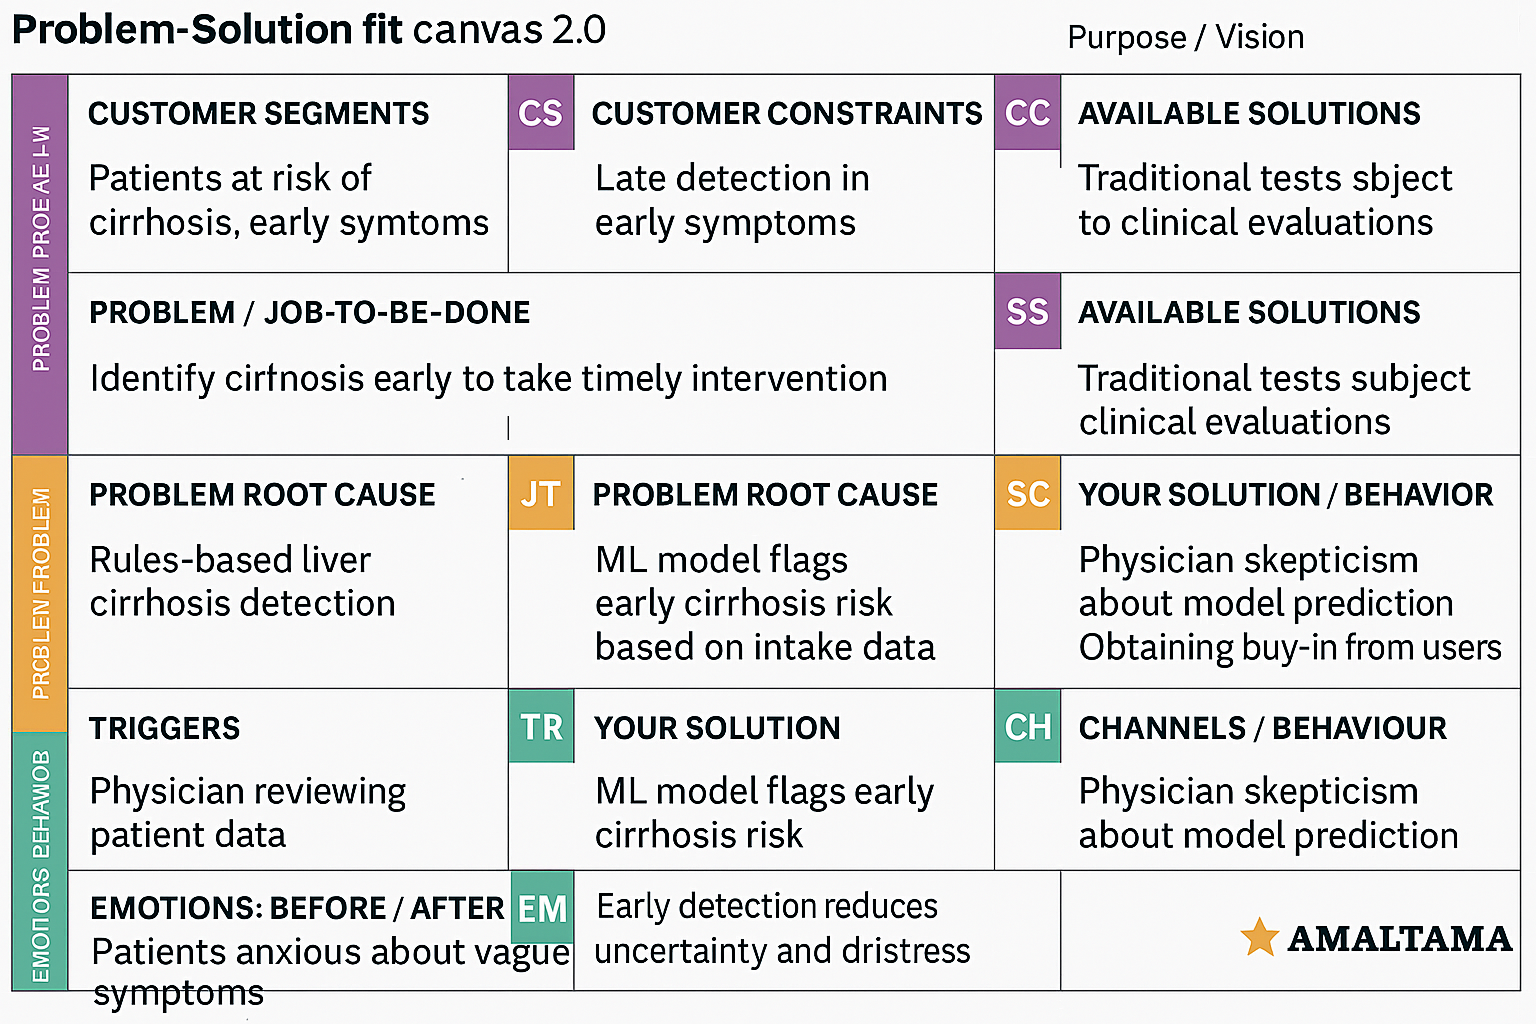 Problem-Solution fit canvas 2.0
Purpose / Vision
PROBLEM PROEAE I-W
CUSTOMER SEGMENTS
Patients at risk of
cirrhosis, early symtoms
CS
CUSTOMER CONSTRAINTS
Late detection in
early symptoms
CC
AVAILABLE SOLUTIONS
Traditional tests sbject
to clinical evaluations
PROBLEM / JOB-TO-BE-DONE
Identify cirfnosis early to take timely intervention
SS
AVAILABLE SOLUTIONS
Traditional tests subject
clinical evaluations
PRCBLEN FROBLEM
PROBLEM ROOT CAUSE
Rules-based liver
cirrhosis detection
JT
PROBLEM ROOT CAUSE
ML model flags
early cirrhosis risk
based on intake data
SC
YOUR SOLUTION / BEHAVIOR
Physician skepticism
about model prediction
Obtaining buy-in from users
EMOTIORS BEHAWOB
TRIGGERS
Physician reviewing
patient data
TR
YOUR SOLUTION
ML model flags early
cirrhosis risk
CH
CHANNELS / BEHAVIOUR
Physician skepticism
about model prediction
EMOTIONS: BEFORE / AFTER
Patients anxious about vague
symptoms
EM
Early detection reduces
uncertainty and dristress
AMALTAMA